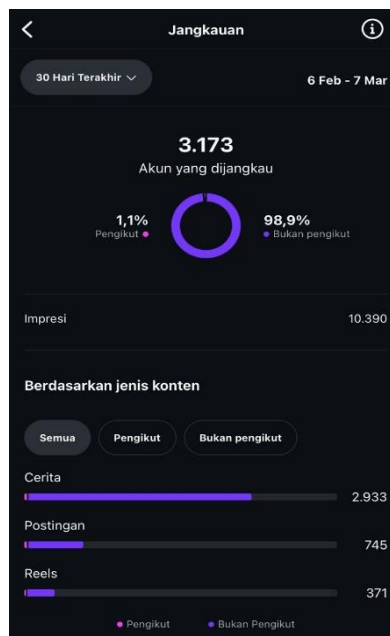 Jangkauan
30 Hari Terakhir
6 Feb - 7 Mar
3.173
Akun yang dijangkau
1,1%
Pengikut
98,9%
Bukan pengikut
Impresi 10.390
Berdasarkan jenis konten
Semua Pengikut Bukan pengikut
Cerita
2.933
Postingan
745
Reels
371
Pengikut Bukan Pengikut